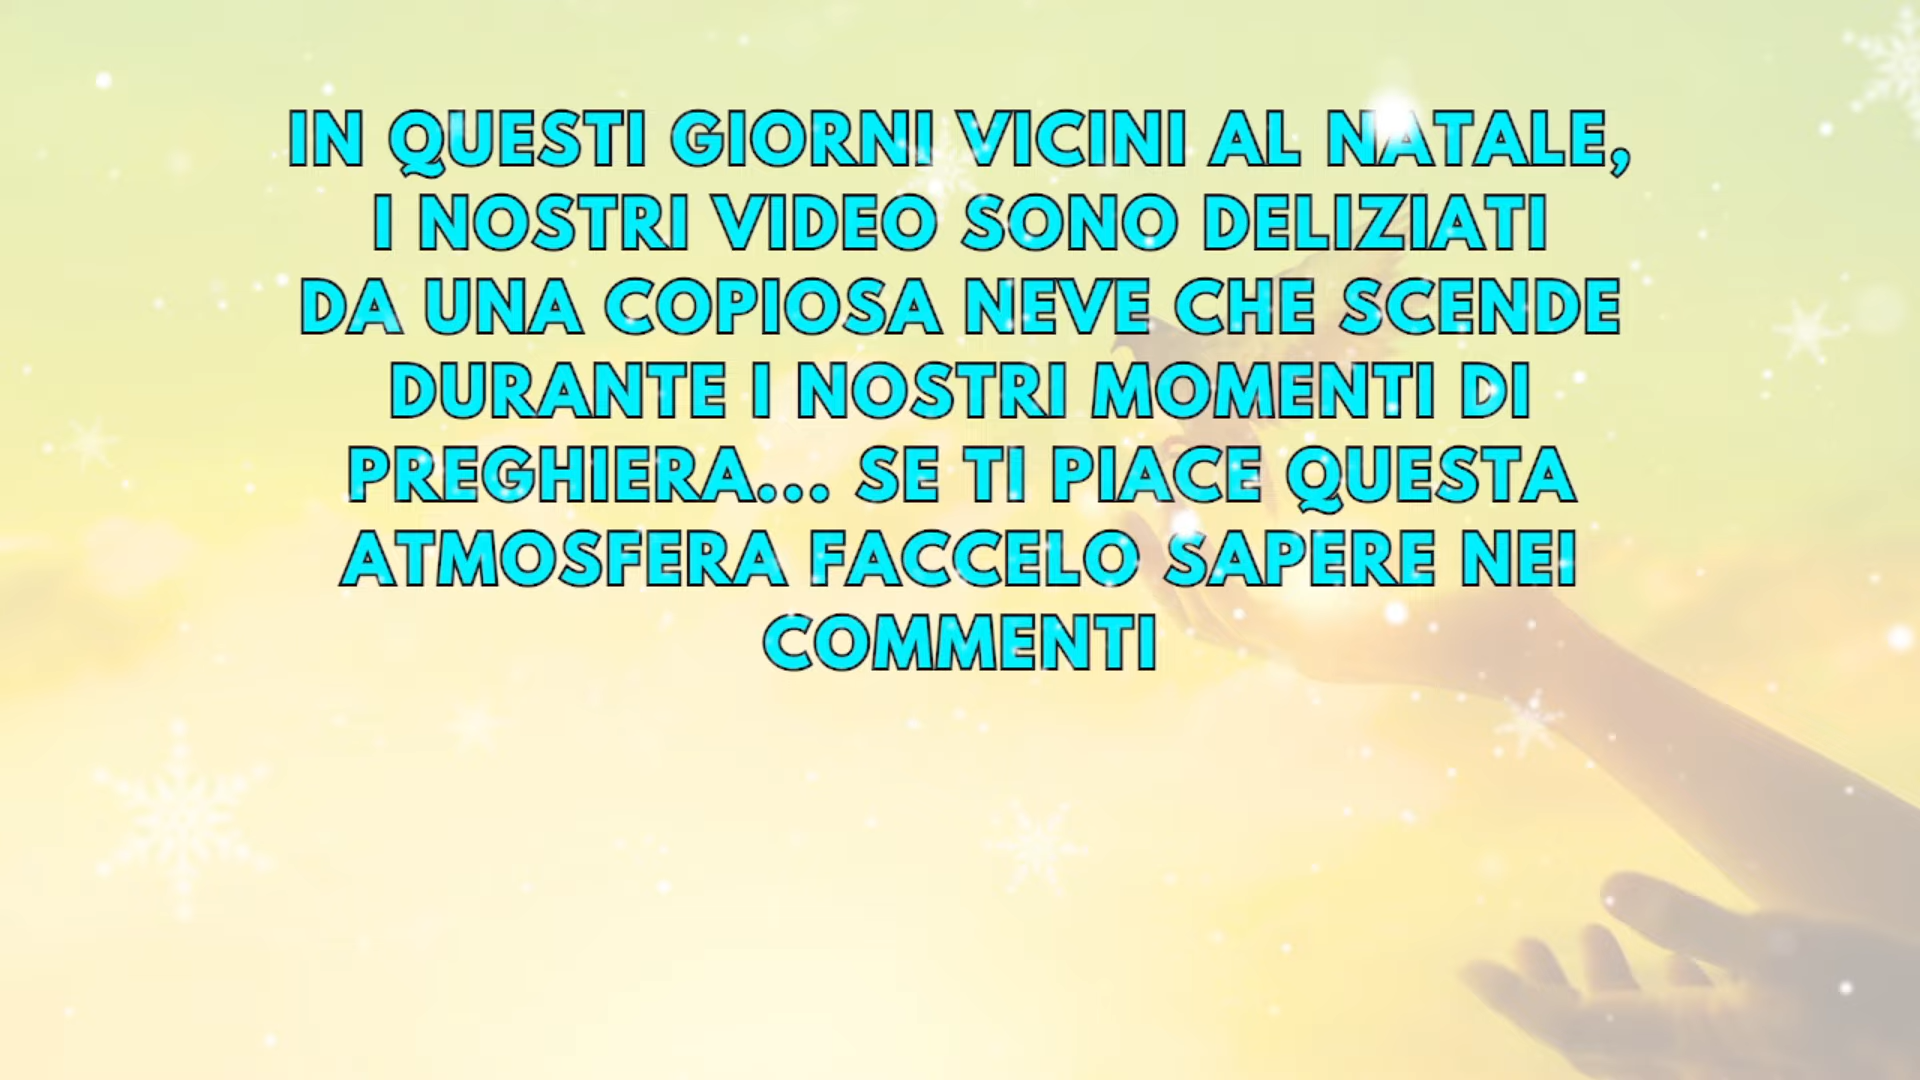 IN QUESTI GIORNI VICINI AL NATALE,
I NOSTRI VIDEO SONO DELIZIATI
DA UNA COPIOSA NEVE CHE SCENDE
DURANTE I NOSTRI MOMENTI DI
PREGHIERA... SE TI PIACE QUESTA
ATMOSFERA FACCELO SAPERE NEI
COMMENTI